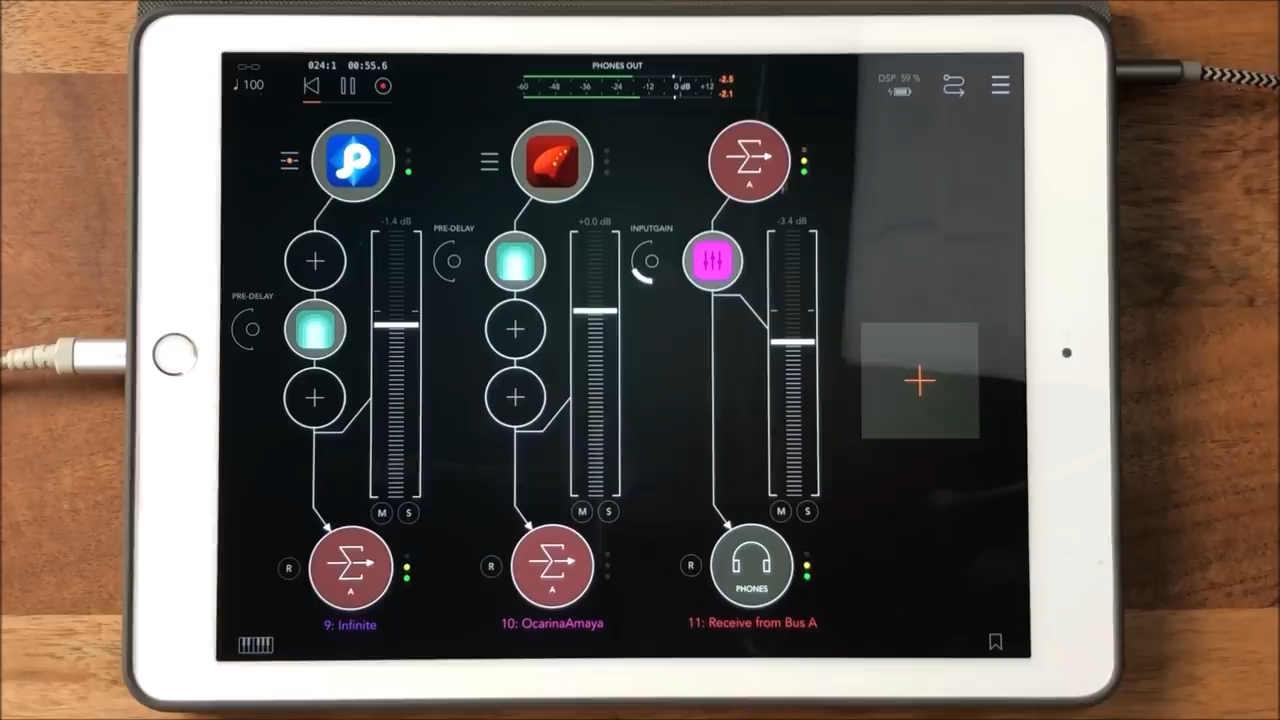 024:1 00:55.6
PHONES OUT
♩ 100
-60 -48 -36 -24 -12 0 dB +12
-2.5
-2.1
DSP 59 %
A
-1.4 dB
+0.0 dB
-3.4 dB
PRE-DELAY
INPUTGAIN
PRE-DELAY
M S
M S
M S
R
A
R
A
R
PHONES
9: Infinite
10: OcarinaAmaya
11: Receive from Bus A